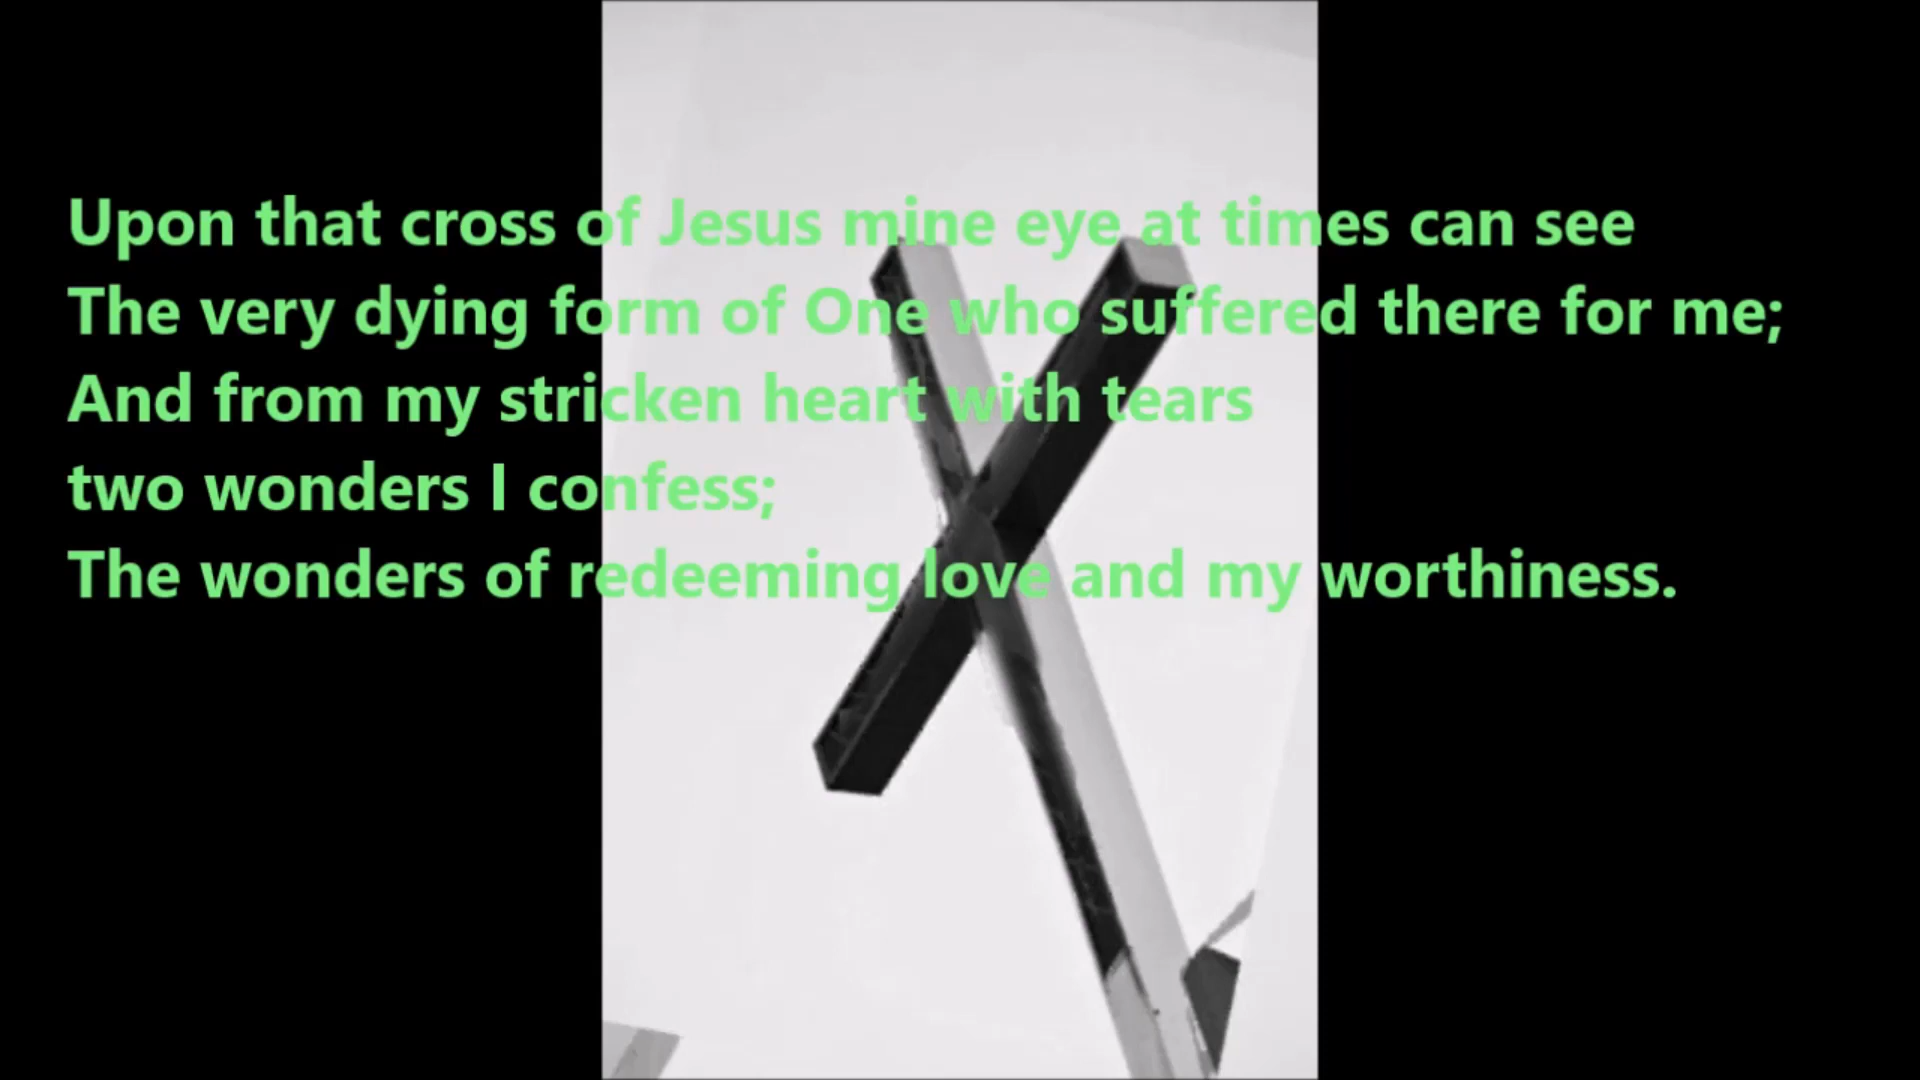 Upon that cross of Jesus mine eye at times can see
The very dying form of One who suffered there for me;
And from my stricken heart with tears
two wonders I confess;
The wonders of redeeming love and my worthiness.